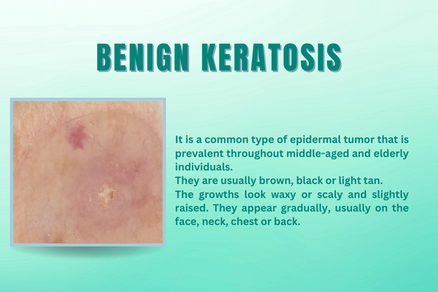 BENIGN KERATOSIS
It is a common type of epidermal tumor that is
prevalent throughout middle-aged and elderly
individuals.
They are usually brown, black or light tan.
The growths look waxy or scaly and slightly
raised. They appear gradually, usually on the
face, neck, chest or back.